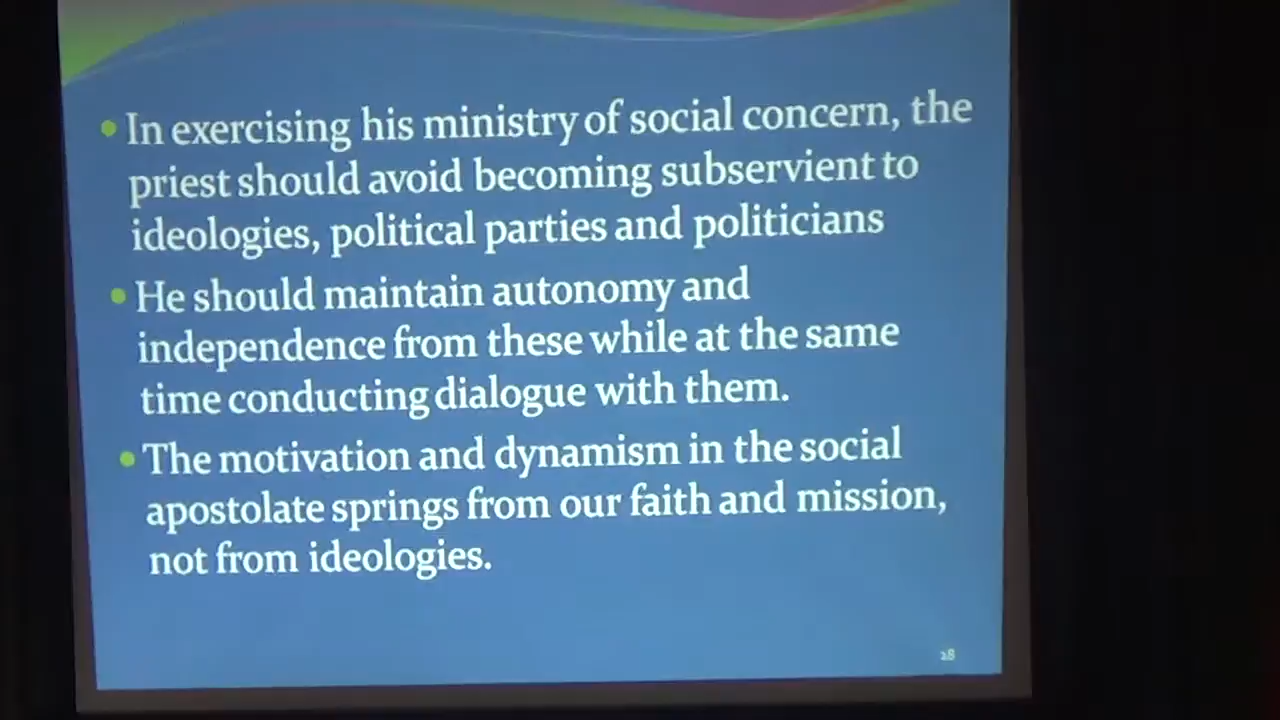 • In exercising his ministry of social concern, the
priest should avoid becoming subservient to
ideologies, political parties and politicians
• He should maintain autonomy and
independence from these while at the same
time conducting dialogue with them.
• The motivation and dynamism in the social
apostolate springs from our faith and mission,
not from ideologies.
28